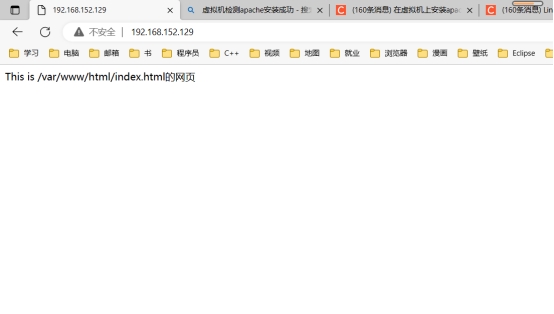 192.168.152.129
虚拟机检测apache安装成功 - 搜
(160条消息) 在虚拟机上安装apac
(160条消息) Lin
不安全 | 192.168.152.129
学习 电脑 邮箱 书 程序员 C++ 视频 地图 就业 浏览器 漫画 壁纸 Eclipse
This is /var/www/html/index.html的网页